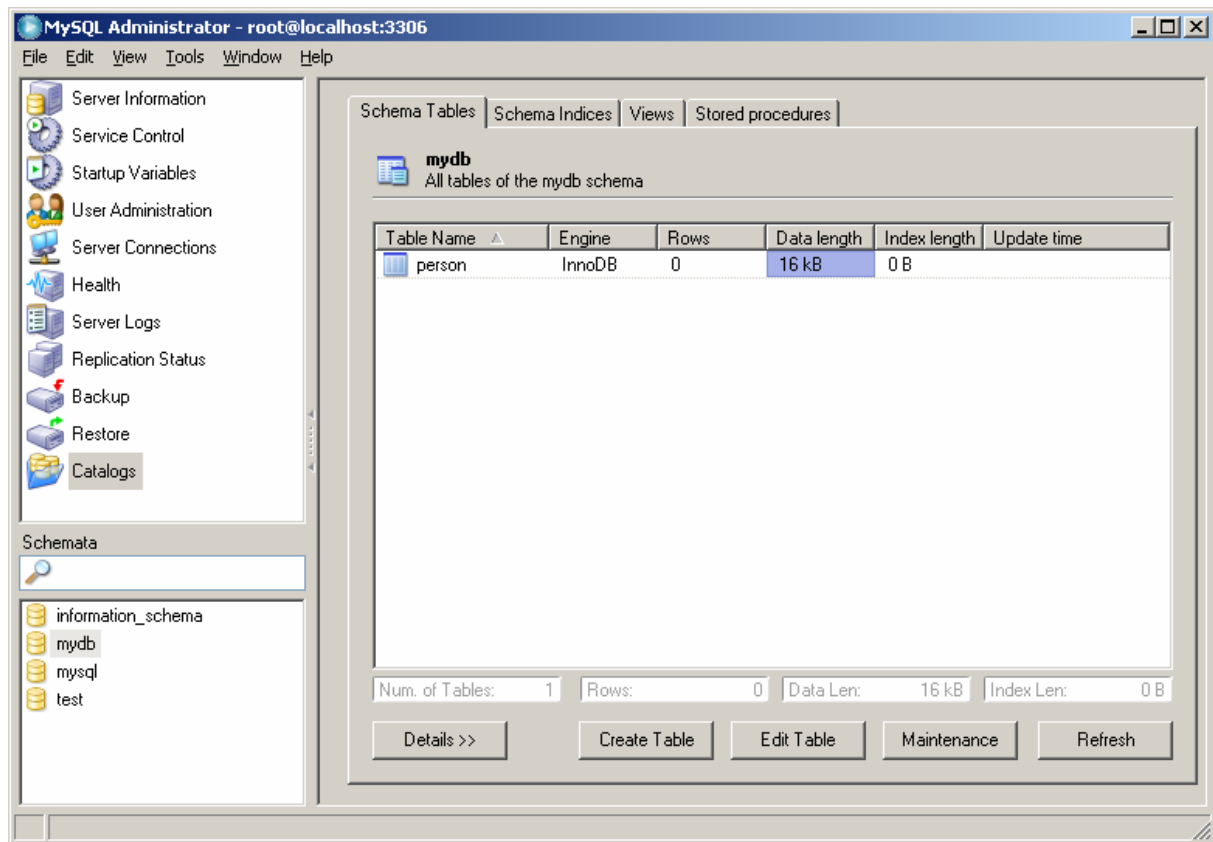 MySQL Administrator - root@localhost:3306
File Edit View Tools Window Help
Server Information
Service Control
Startup Variables
User Administration
Server Connections
Health
Server Logs
Replication Status
Backup
Restore
Catalogs
Schemata
information_schema
mydb
mysql
test
Schema Tables Schema Indices Views Stored procedures
mydb
All tables of the mydb schema
Table Name Engine Rows Data length Index length Update time
person InnoDB 0 16 kB 0 B
Num. of Tables: 1 Rows: 0 Data Len: 16 kB Index Len: 0 B
Details >> Create Table Edit Table Maintenance Refresh